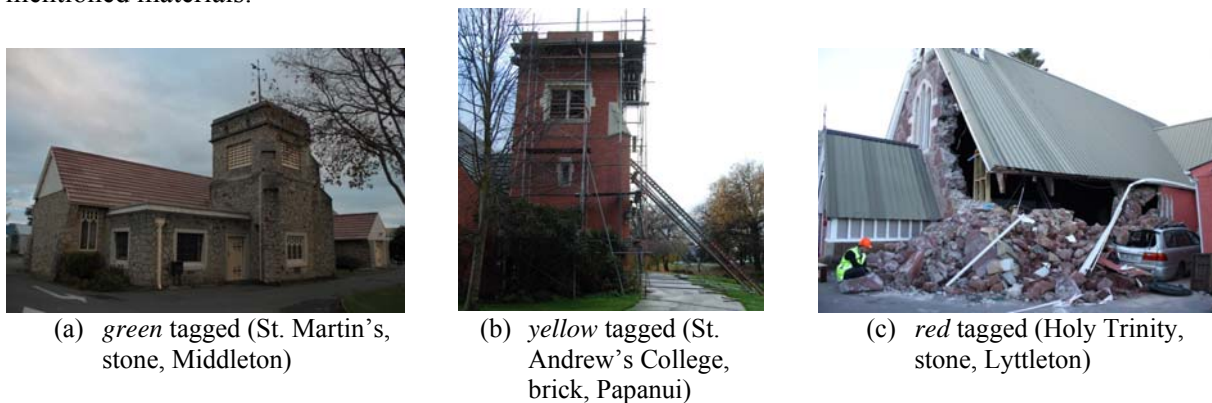 mentioned materials.
(a) green tagged (St. Martin's,
stone, Middleton)
(b) yellow tagged (St.
Andrew's College,
brick, Papanui)
(c) red tagged (Holy Trinity,
stone, Lyttleton)